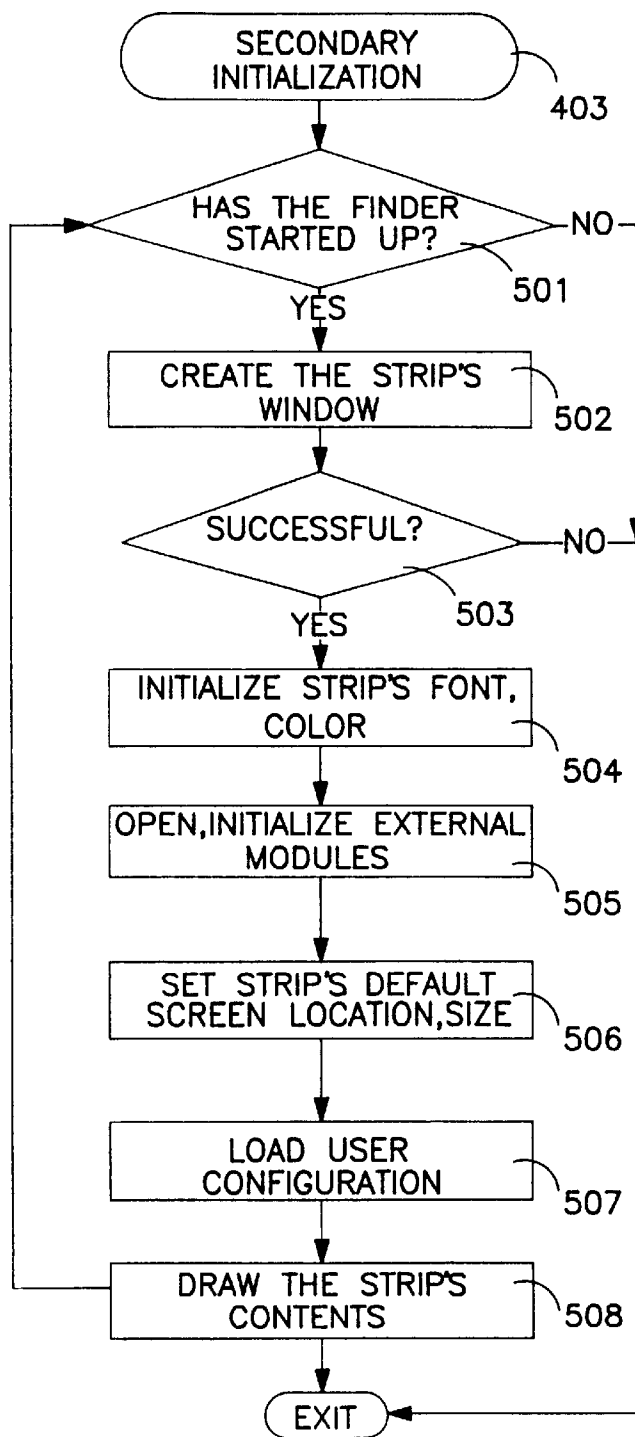 SECONDARY
INITIALIZATION
403
HAS THE FINDER
STARTED UP?
NO
501
YES
CREATE THE STRIP'S
WINDOW
502
SUCCESSFUL?
NO
503
YES
INITIALIZE STRIP'S FONT,
COLOR
504
OPEN,INITIALIZE EXTERNAL
MODULES
505
SET STRIP'S DEFAULT
SCREEN LOCATION,SIZE
506
LOAD USER
CONFIGURATION
507
DRAW THE STRIP'S
CONTENTS
508
EXIT